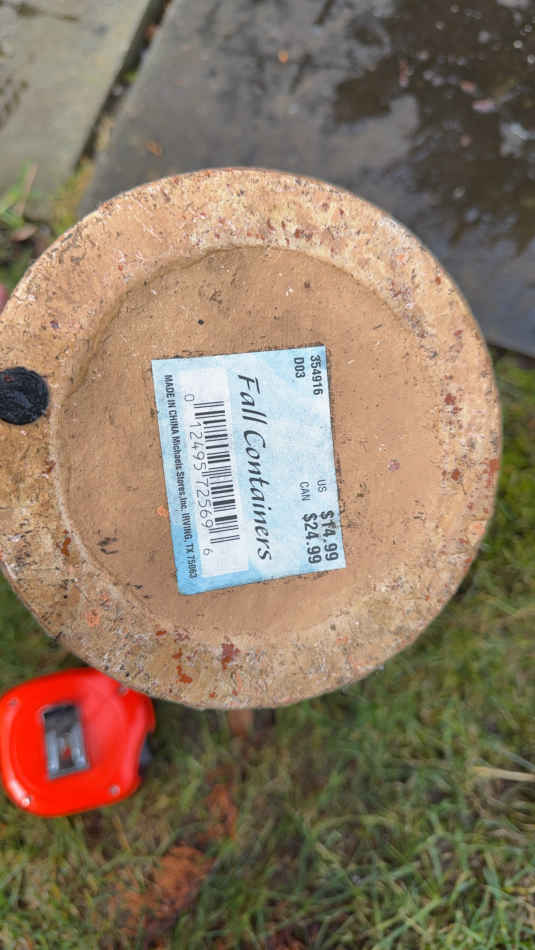 354916
D03
US $14.99
CAN $24.99
Fall Containers
0 12495 72569 6
MADE IN CHINA Michaels Stores,Inc. IRVING, TX 75063